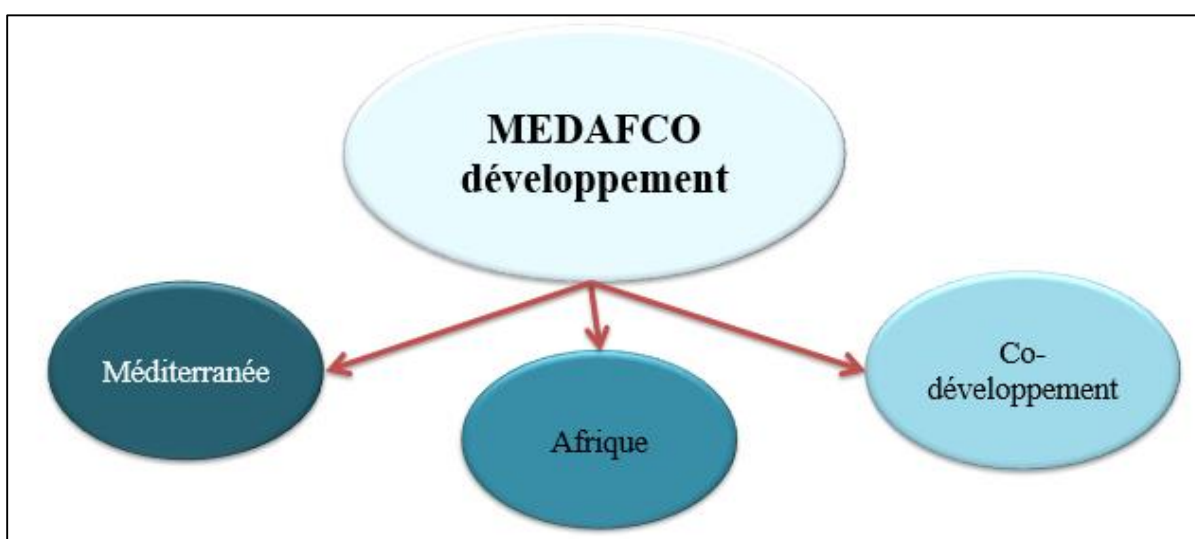 MEDAFCO
développement
Méditerranée
Afrique
Co-
développement